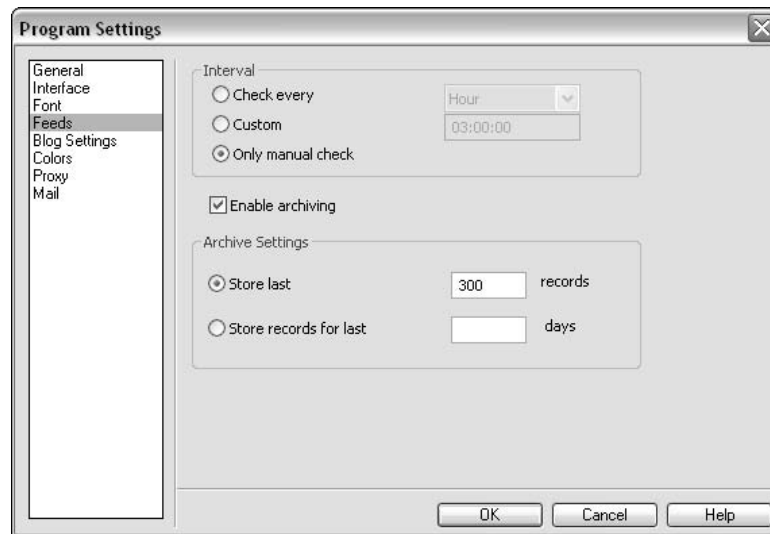 Program Settings
General
Interface
Font
Feeds
Blog Settings
Colors
Proxy
Mail
Interval
Check every
Hour
Custom
03:00:00
Only manual check
Enable archiving
Archive Settings
Store last 300 records
Store records for last days
OK Cancel Help